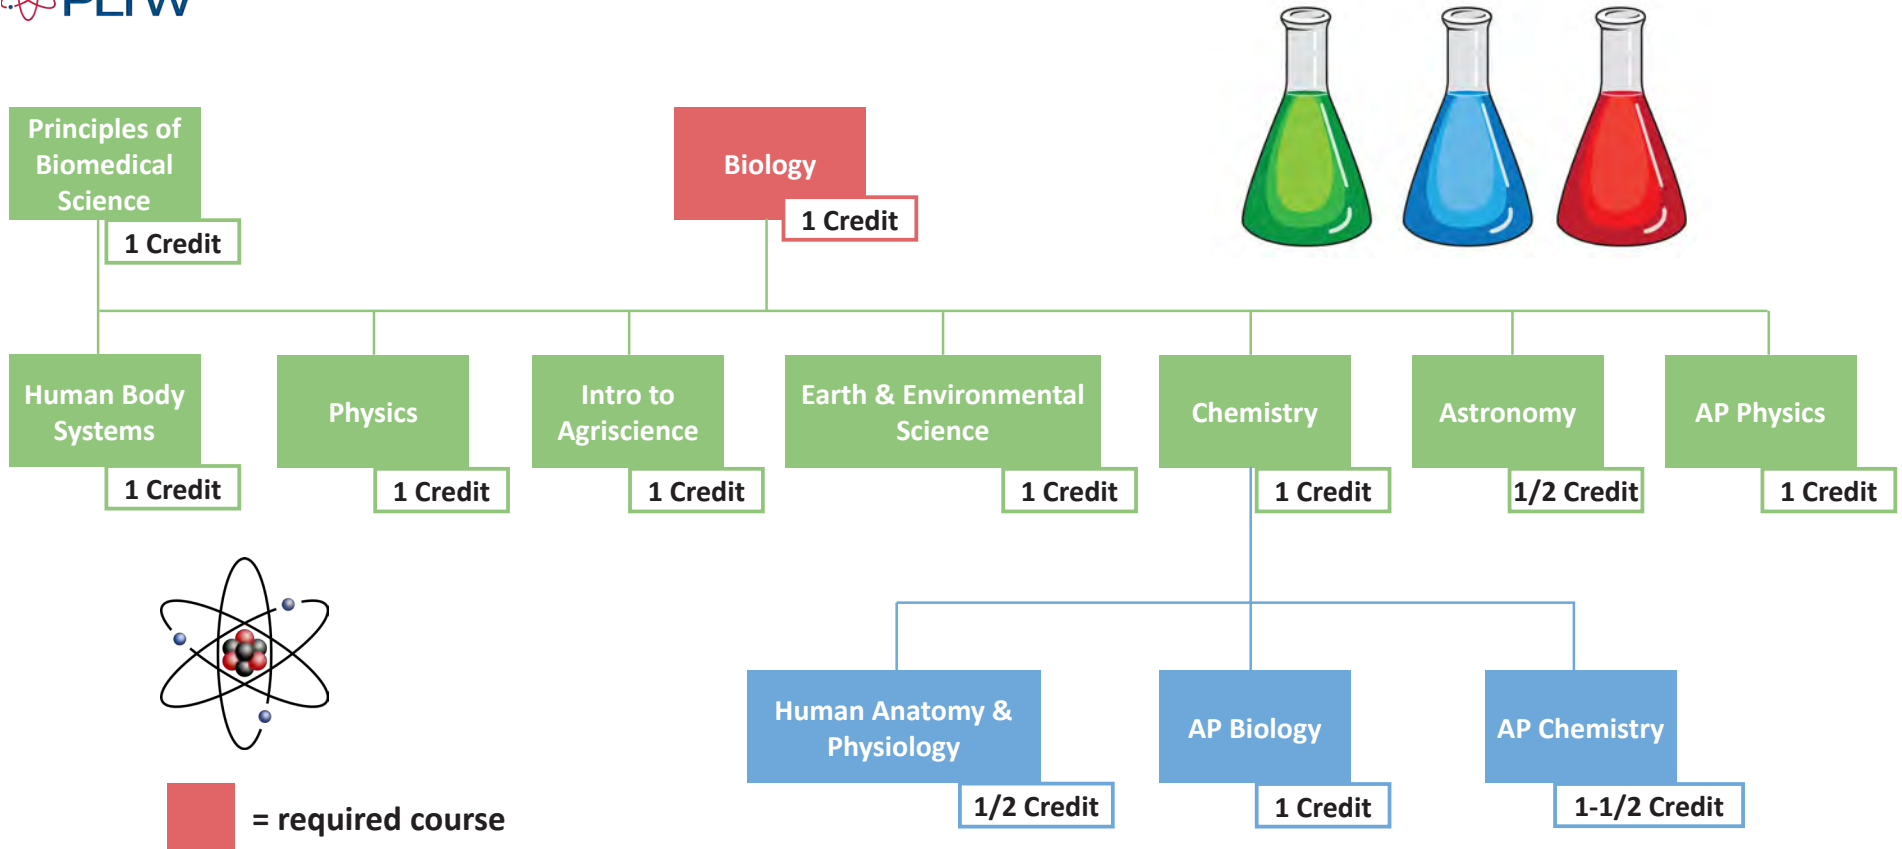 PLTW
Principles of
Biomedical
Science
1 Credit
Biology
1 Credit
Human Body
Systems
1 Credit
Physics
1 Credit
Intro to
Agriscience
1 Credit
Earth & Environmental
Science
1 Credit
Chemistry
1 Credit
Astronomy
1/2 Credit
AP Physics
1 Credit
Human Anatomy &
Physiology
1/2 Credit
AP Biology
1 Credit
AP Chemistry
1-1/2 Credit
= required course